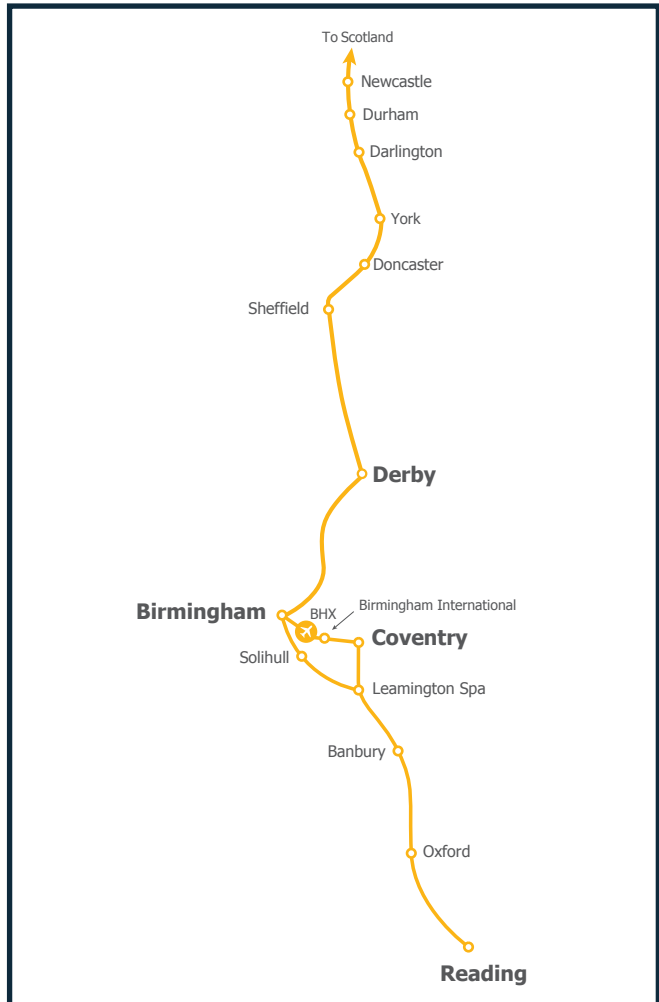 To Scotland
Newcastle
Durham
Darlington
York
Doncaster
Sheffield
Derby
Birmingham
BHX
Birmingham International
Coventry
Solihull
Leamington Spa
Banbury
Oxford
Reading